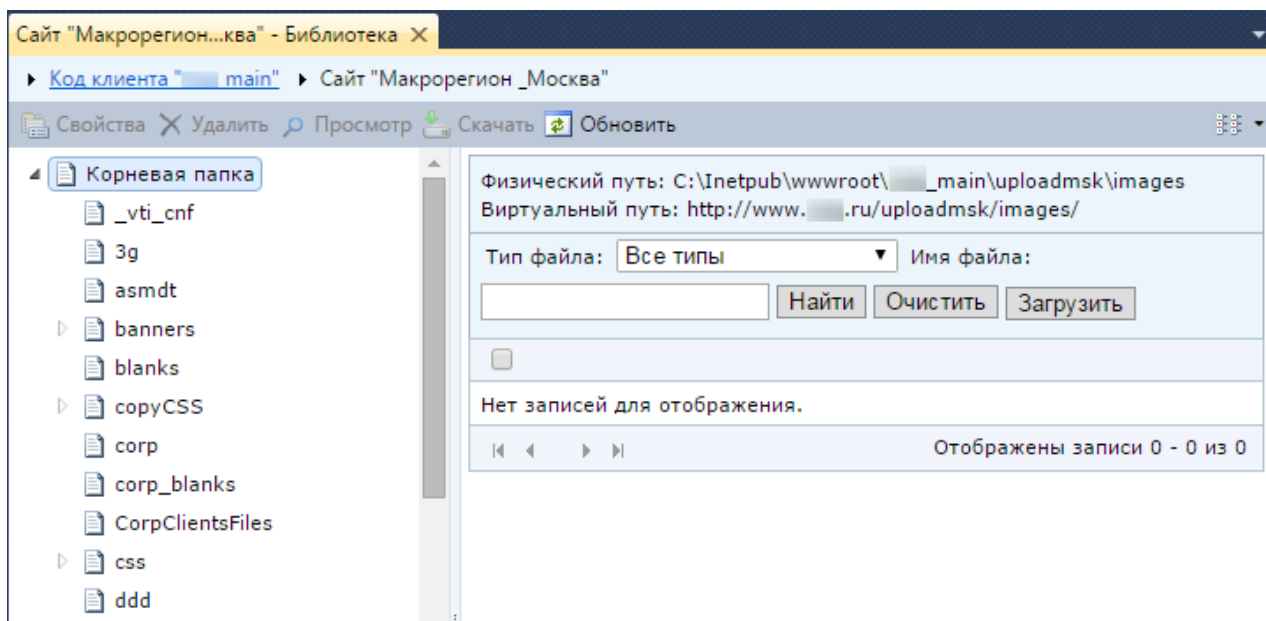 Сайт "Макрорегион...ква" - Библиотека
Код клиента " main" Сайт "Макрорегион _Москва"
Свойства Удалить Просмотр Скачать Обновить
Корневая папка
_vti_cnf
3g
asmdt
banners
blanks
copyCSS
corp
corp_blanks
CorpClientsFiles
css
ddd
Физический путь: C:\Inetpub\wwwroot\ _main\uploadmsk\images
Виртуальный путь: http://www. .ru/uploadmsk/images/
Тип файла: Все типы Имя файла:
Найти Очистить Загрузить
Нет записей для отображения.
Отображены записи 0 - 0 из 0